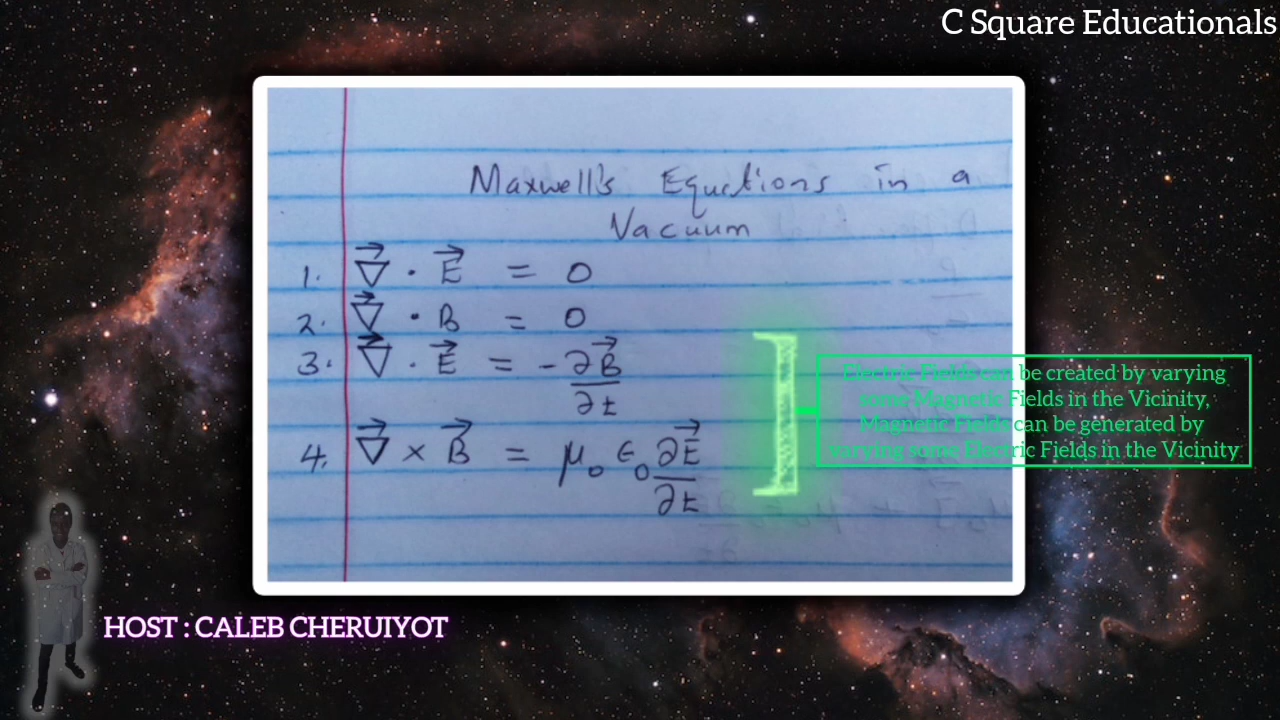 C Square Educationals
Maxwell's Equations in a
Vacuum
1. ∇⃗ · E⃗ = 0
2. ∇⃗ · B = 0
3. ∇⃗ · E⃗ = - ∂B⃗/∂t
4. ∇⃗ × B⃗ = μ₀ ε₀ ∂E⃗/∂t
Electric Fields can be created by varying
some Magnetic Fields in the Vicinity,
Magnetic Fields can be generated by
varying some Electric Fields in the Vicinity
HOST : CALEB CHERUIYOT